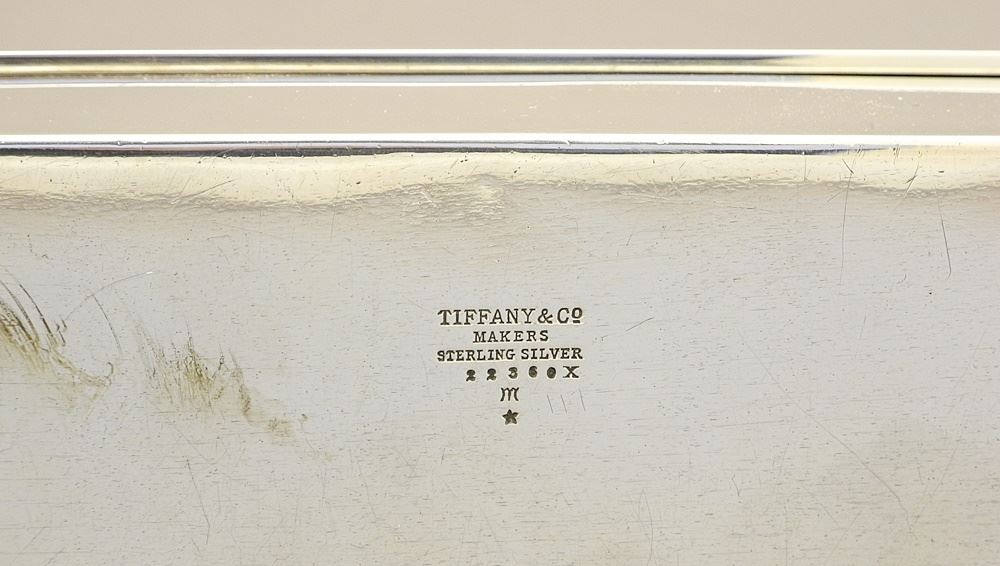 TIFFANY & Co
MAKERS
STERLING SILVER
22360X
m